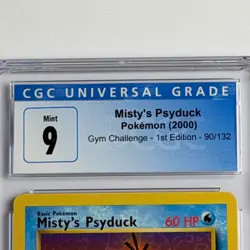 CGC UNIVERSAL GRADE
Mint
9
Misty's Psyduck
Pokémon (2000)
Gym Challenge - 1st Edition - 90/132
Basic Pokémon
Misty's Psyduck 60 HP